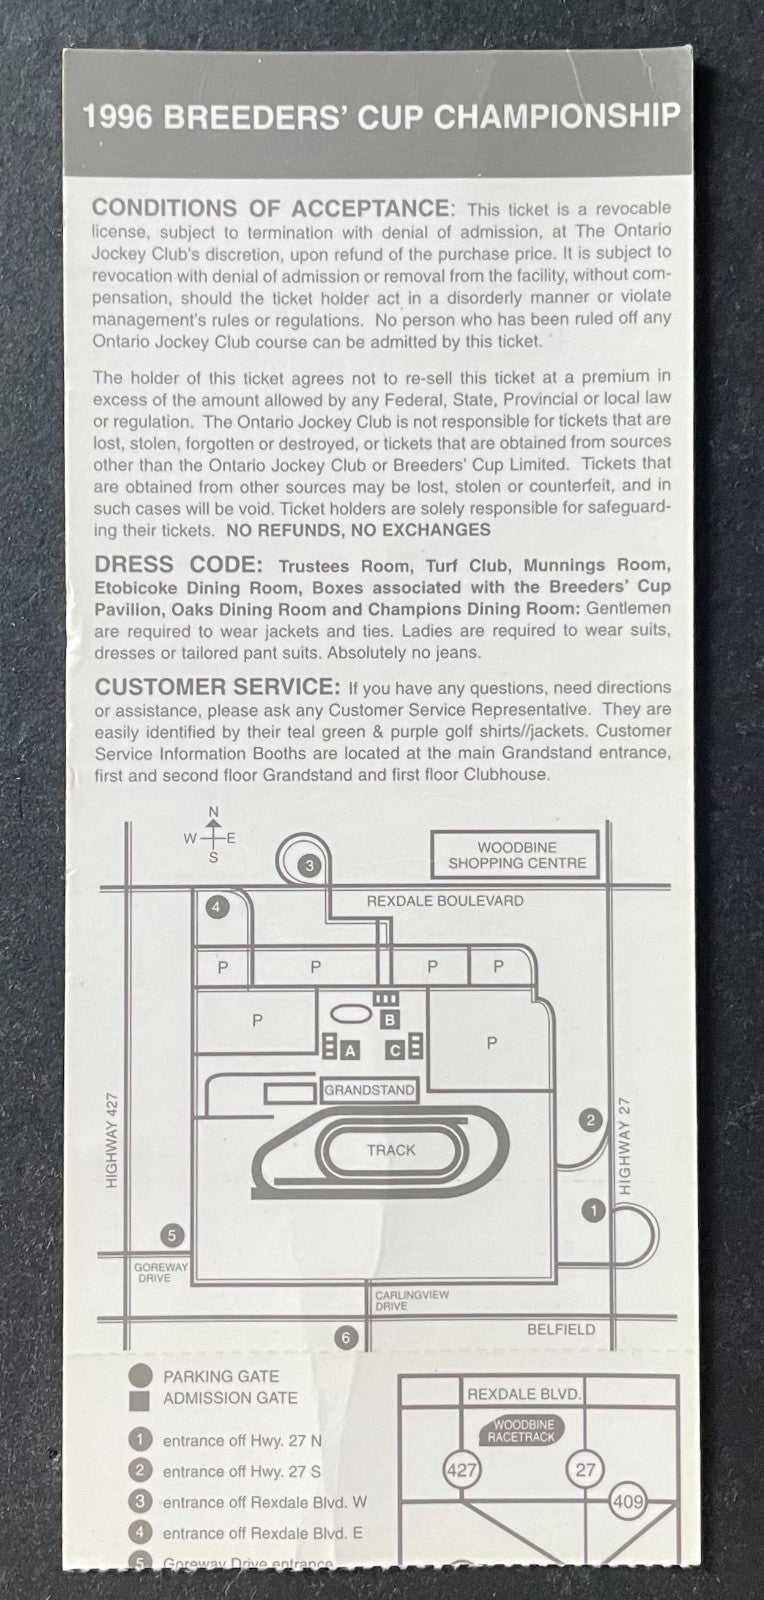 1996 BREEDERS' CUP CHAMPIONSHIP
CONDITIONS OF ACCEPTANCE: This ticket is a revocable
license, subject to termination with denial of admission, at The Ontario
Jockey Club's discretion, upon refund of the purchase price. It is subject to
revocation with denial of admission or removal from the facility, without com-
pensation, should the ticket holder act in a disorderly manner or violate
management's rules or regulations. No person who has been ruled off any
Ontario Jockey Club course can be admitted by this ticket.
The holder of this ticket agrees not to re-sell this ticket at a premium in
excess of the amount allowed by any Federal, State, Provincial or local law
or regulation. The Ontario Jockey Club is not responsible for tickets that are
lost, stolen, forgotten or destroyed, or tickets that are obtained from sources
other than the Ontario Jockey Club or Breeders' Cup Limited. Tickets that
are obtained from other sources may be lost, stolen or counterfeit, and in
such cases will be void. Ticket holders are solely responsible for safeguard-
ing their tickets. NO REFUNDS, NO EXCHANGES
DRESS CODE: Trustees Room, Turf Club, Munnings Room,
Etobicoke Dining Room, Boxes associated with the Breeders' Cup
Pavilion, Oaks Dining Room and Champions Dining Room: Gentlemen
are required to wear jackets and ties. Ladies are required to wear suits,
dresses or tailored pant suits. Absolutely no jeans.
CUSTOMER SERVICE: If you have any questions, need directions
or assistance, please ask any Customer Service Representative. They are
easily identified by their teal green & purple golf shirts//jackets. Customer
Service Information Booths are located at the main Grandstand entrance,
first and second floor Grandstand and first floor Clubhouse.
N
W E
S
3
WOODBINE
SHOPPING CENTRE
4
REXDALE BOULEVARD
P P P P
P
B
P
A C
GRANDSTAND
HIGHWAY 427
HIGHWAY 27
2
TRACK
1
5
GOREWAY
DRIVE
CARLINGVIEW
DRIVE
6
BELFIELD
PARKING GATE
ADMISSION GATE
1 entrance off Hwy. 27 N
2 entrance off Hwy. 27 S
3 entrance off Rexdale Blvd. W
4 entrance off Rexdale Blvd. E
5 Goreway Drive entrance
REXDALE BLVD.
WOODBINE
RACETRACK
427
27
409